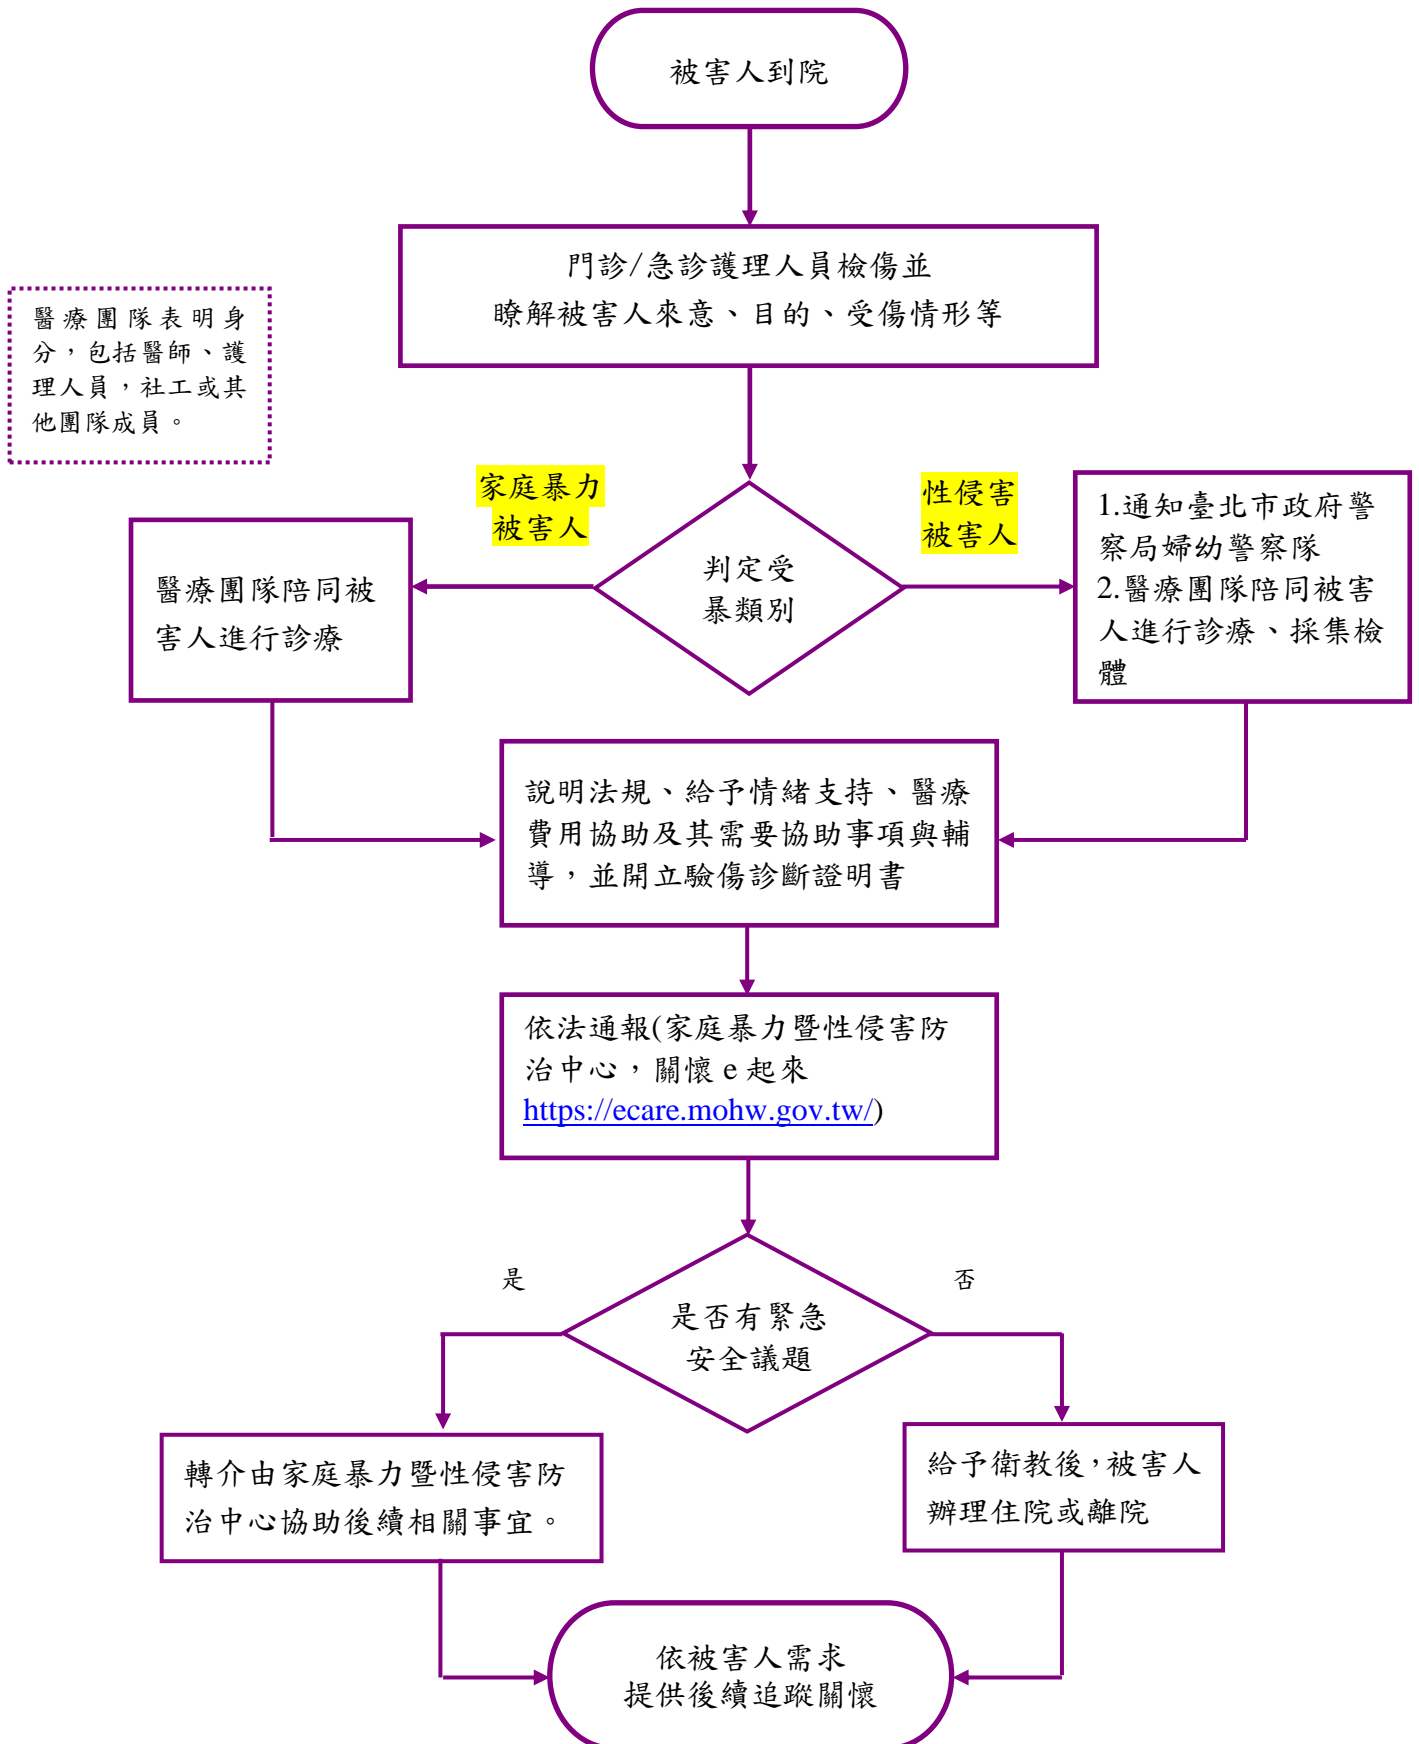 被害人到院
門診/急診護理人員檢傷並
瞭解被害人來意、目的、受傷情形等
醫療團隊表明身
分，包括醫師、護
理人員，社工或其
他團隊成員。
家庭暴力
被害人
性侵害
被害人
判定受
暴類別
醫療團隊陪同被
害人進行診療
1.通知臺北市政府警
察局婦幼警察隊
2.醫療團隊陪同被害
人進行診療、採集檢
體
說明法規、給予情緒支持、醫療
費用協助及其需要協助事項與輔
導，並開立驗傷診斷證明書
依法通報(家庭暴力暨性侵害防
治中心，關懷 e 起來
https://ecare.mohw.gov.tw/)
是
否
是否有緊急
安全議題
轉介由家庭暴力暨性侵害防
治中心協助後續相關事宜。
給予衛教後，被害人
辦理住院或離院
依被害人需求
提供後續追蹤關懷